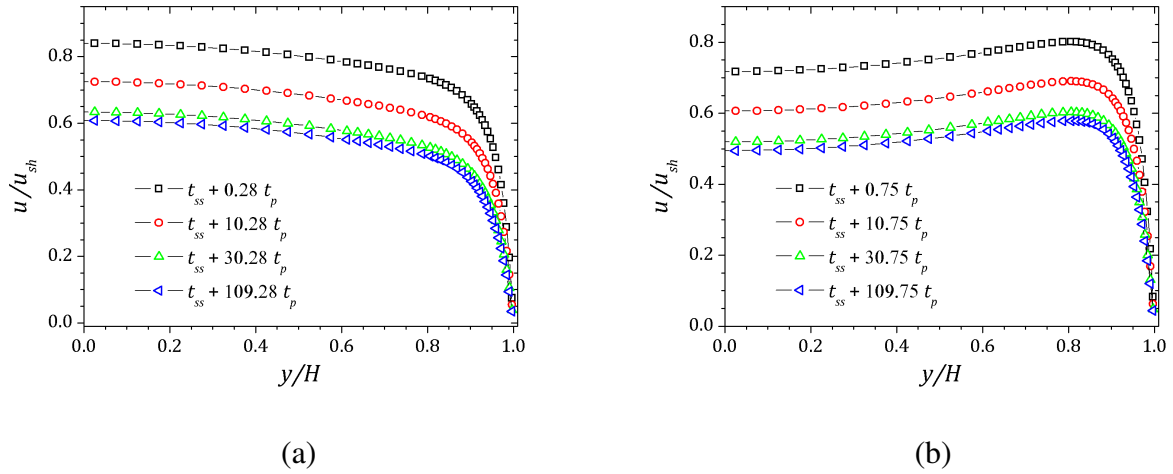 u/u_sh
0.8
0.6
0.4
0.2
0.0
t_ss + 0.28 t_p
t_ss + 10.28 t_p
t_ss + 30.28 t_p
t_ss + 109.28 t_p
0.0 0.2 0.4 0.6 0.8 1.0
y/H
(a)
u/u_sh
0.8
0.6
0.4
0.2
0.0
t_ss + 0.75 t_p
t_ss + 10.75 t_p
t_ss + 30.75 t_p
t_ss + 109.75 t_p
0.0 0.2 0.4 0.6 0.8 1.0
y/H
(b)